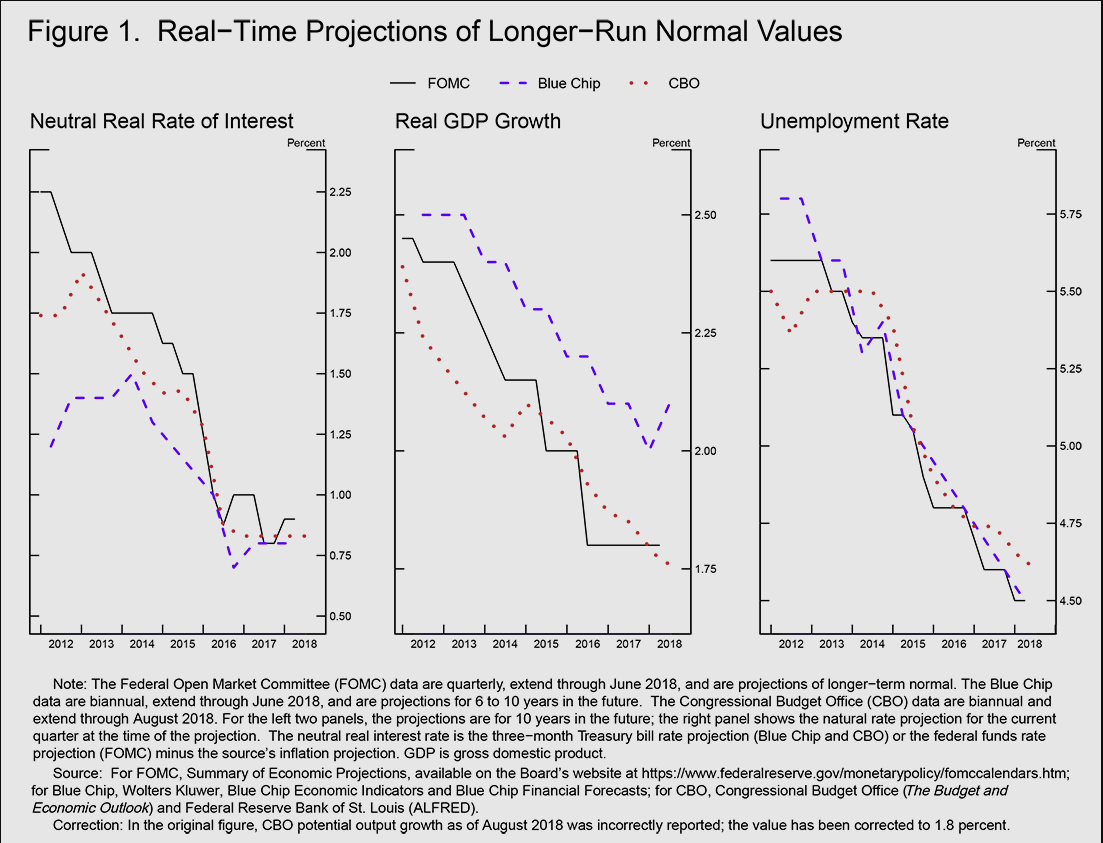 Figure 1. Real−Time Projections of Longer−Run Normal Values
FOMC Blue Chip CBO
Neutral Real Rate of Interest
Percent
2.25
2.00
1.75
1.50
1.25
1.00
0.75
0.50
2012 2013 2014 2015 2016 2017 2018
Real GDP Growth
Percent
2.50
2.25
2.00
1.75
2012 2013 2014 2015 2016 2017 2018
Unemployment Rate
Percent
5.75
5.50
5.25
5.00
4.75
4.50
2012 2013 2014 2015 2016 2017 2018
Note: The Federal Open Market Committee (FOMC) data are quarterly, extend through June 2018, and are projections of longer−term normal. The Blue Chip
data are biannual, extend through June 2018, and are projections for 6 to 10 years in the future. The Congressional Budget Office (CBO) data are biannual and
extend through August 2018. For the left two panels, the projections are for 10 years in the future; the right panel shows the natural rate projection for the current
quarter at the time of the projection. The neutral real interest rate is the three−month Treasury bill rate projection (Blue Chip and CBO) or the federal funds rate
projection (FOMC) minus the source's inflation projection. GDP is gross domestic product.
Source: For FOMC, Summary of Economic Projections, available on the Board's website at https://www.federalreserve.gov/monetarypolicy/fomccalendars.htm;
for Blue Chip, Wolters Kluwer, Blue Chip Economic Indicators and Blue Chip Financial Forecasts; for CBO, Congressional Budget Office (The Budget and
Economic Outlook) and Federal Reserve Bank of St. Louis (ALFRED).
Correction: In the original figure, CBO potential output growth as of August 2018 was incorrectly reported; the value has been corrected to 1.8 percent.